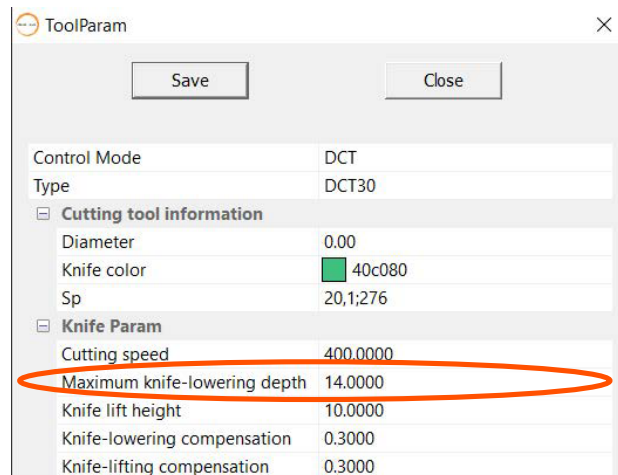 ToolParam
Save Close
Control Mode DCT
Type DCT30
Cutting tool information
Diameter 0.00
Knife color 40c080
Sp 20,1;276
Knife Param
Cutting speed 400.0000
Maximum knife-lowering depth 14.0000
Knife lift height 10.0000
Knife-lowering compensation 0.3000
Knife-lifting compensation 0.3000